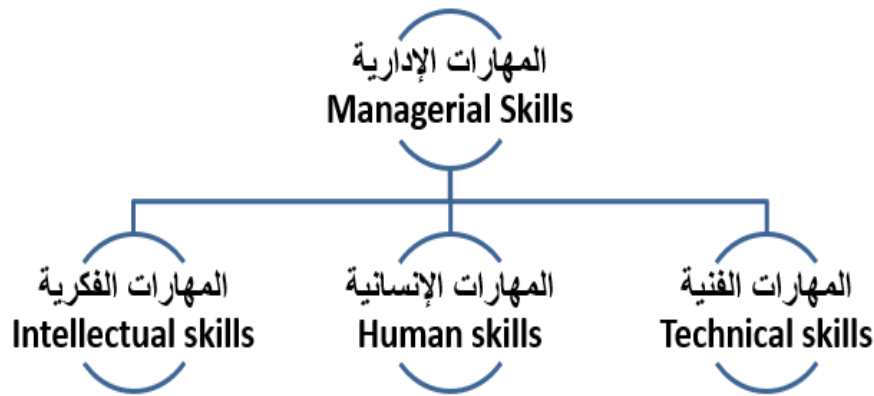 المهارات الإدارية
Managerial Skills
المهارات الفكرية
Intellectual skills
المهارات الإنسانية
Human skills
المهارات الفنية
Technical skills